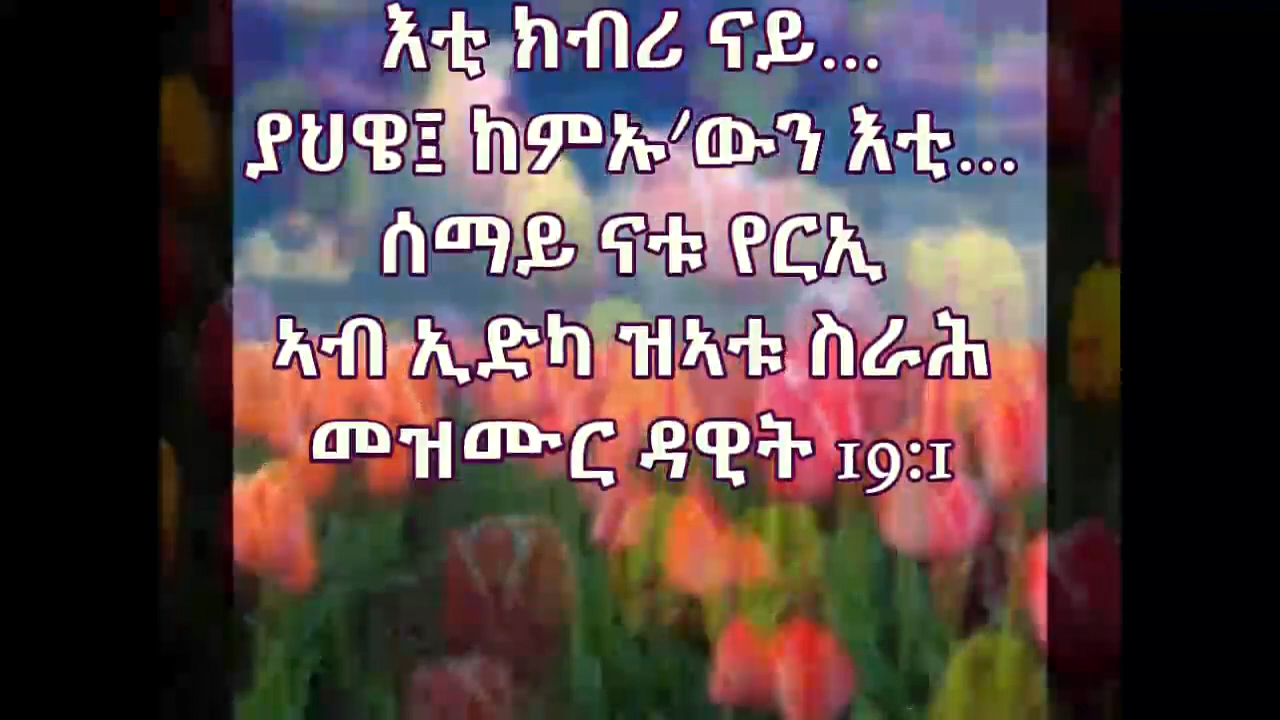 እቲ ክብሪ ናይ...
ያህዌ፤ ከምኡ'ውን እቲ...
ሰማይ ናቱ የርኢ
ኣብ ኢድካ ዝኣቱ ስራሕ
መዝሙር ዳዊት 19:1